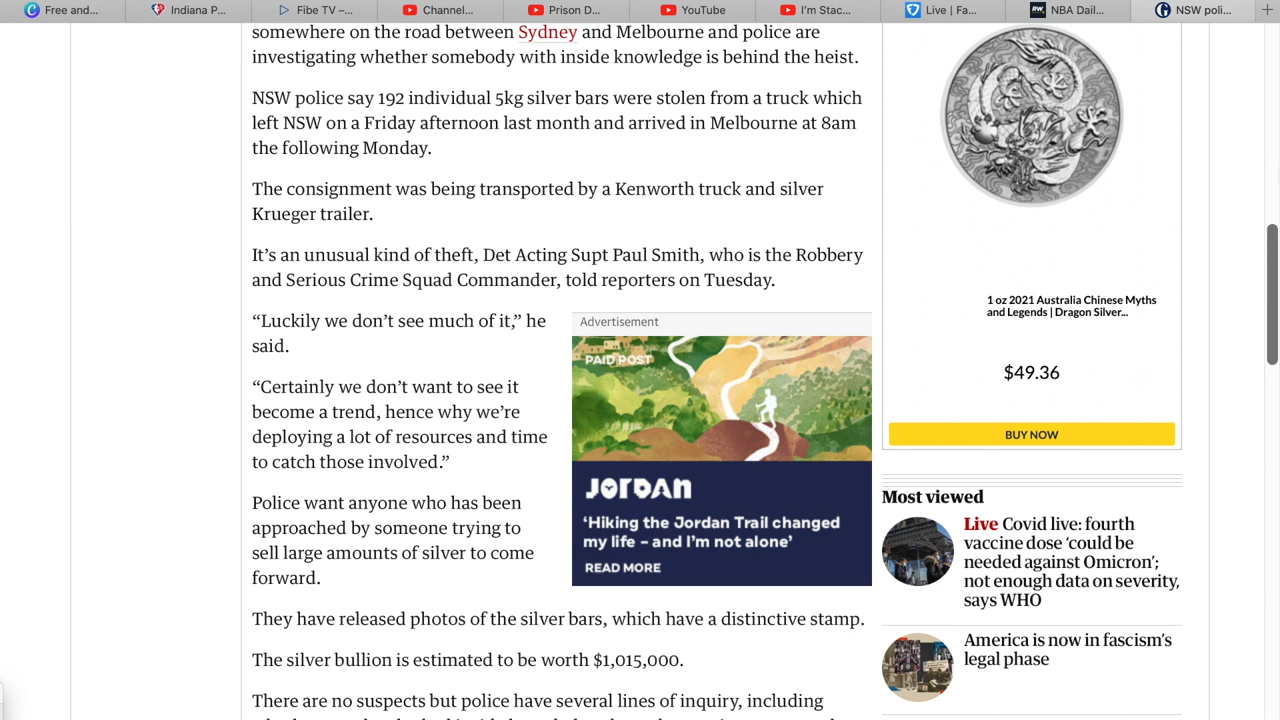 Free and...
Indiana P...
Fibe TV –...
Channel...
Prison D...
YouTube
I'm Stac...
Live | Fa...
NBA Dail...
NSW poli...
somewhere on the road between Sydney and Melbourne and police are
investigating whether somebody with inside knowledge is behind the heist.
NSW police say 192 individual 5kg silver bars were stolen from a truck which
left NSW on a Friday afternoon last month and arrived in Melbourne at 8am
the following Monday.
The consignment was being transported by a Kenworth truck and silver
Krueger trailer.
It's an unusual kind of theft, Det Acting Supt Paul Smith, who is the Robbery
and Serious Crime Squad Commander, told reporters on Tuesday.
“Luckily we don't see much of it,” he
said.
“Certainly we don't want to see it
become a trend, hence why we're
deploying a lot of resources and time
to catch those involved.”
Police want anyone who has been
approached by someone trying to
sell large amounts of silver to come
forward.
They have released photos of the silver bars, which have a distinctive stamp.
The silver bullion is estimated to be worth $1,015,000.
There are no suspects but police have several lines of inquiry, including
Advertisement
PAID POST
JORDAN
‘Hiking the Jordan Trail changed
my life – and I'm not alone’
READ MORE
1 oz 2021 Australia Chinese Myths
and Legends | Dragon Silver...
$49.36
BUY NOW
Most viewed
Live Covid live: fourth
vaccine dose ‘could be
needed against Omicron’;
not enough data on severity,
says WHO
America is now in fascism's
legal phase